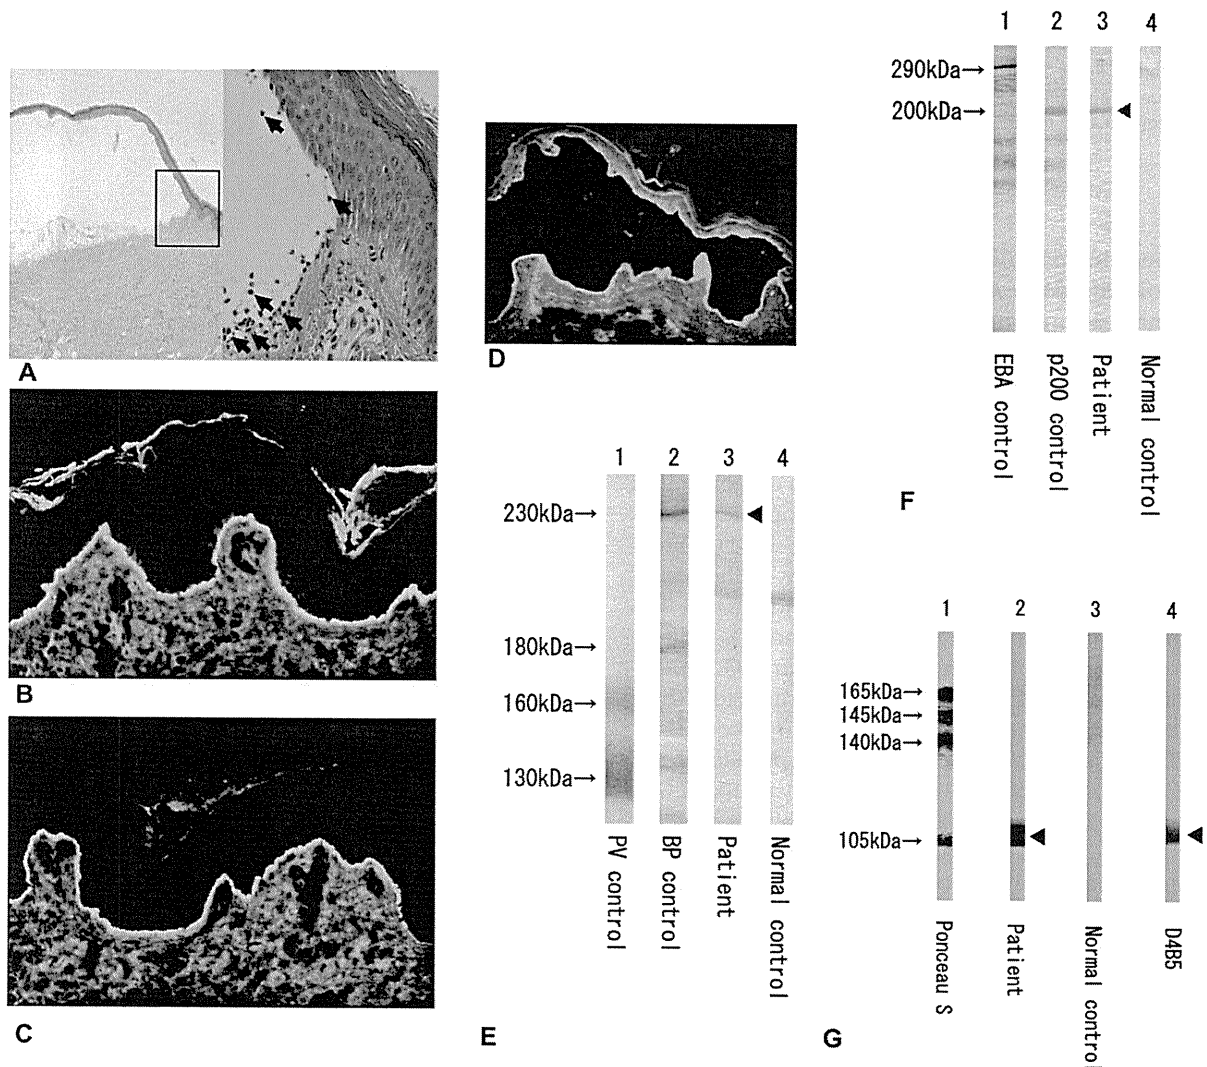 A
B
C
D
1 2 3 4
230kDa→
180kDa→
160kDa→
130kDa→
PV control
BP control
Patient
Normal control
E
1 2 3 4
290kDa→
200kDa→
EBA control
p200 control
Patient
Normal control
F
1 2 3 4
165kDa→
145kDa→
140kDa→
105kDa→
Ponceau S
Patient
Normal control
D4B5
G